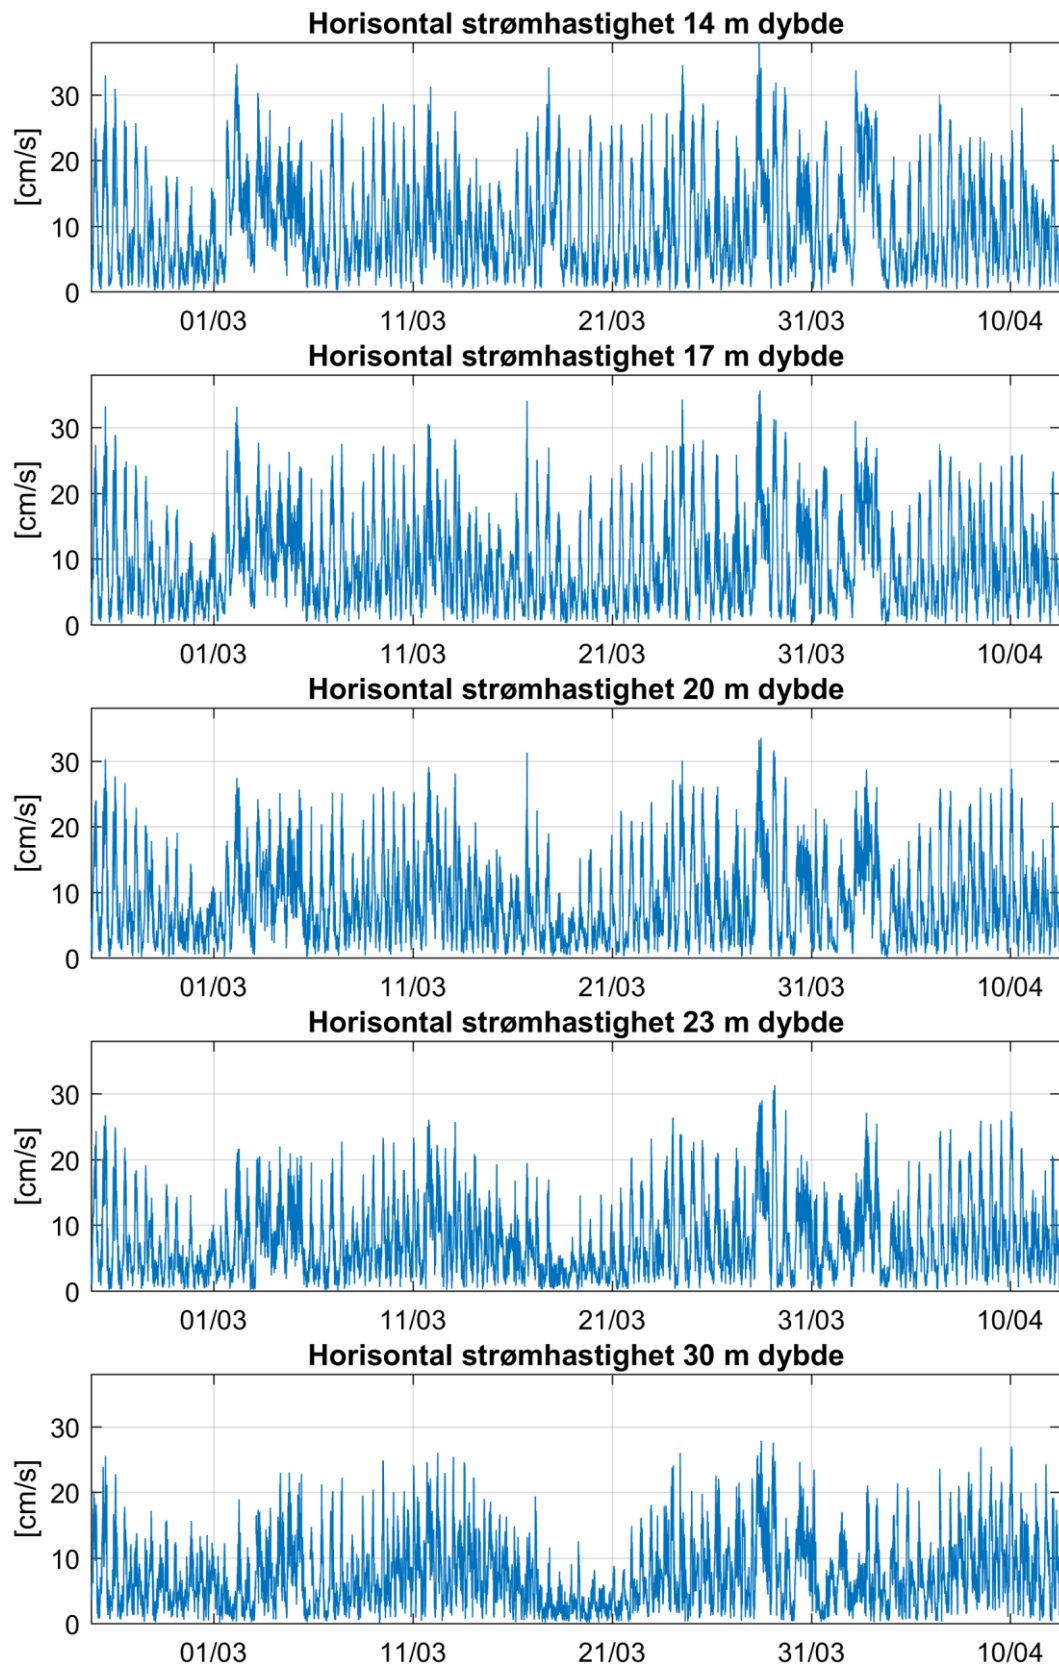 Horisontal strømhastighet 14 m dybde
30
20
10
0
[cm/s]
01/03 11/03 21/03 31/03 10/04
Horisontal strømhastighet 17 m dybde
30
20
10
0
[cm/s]
01/03 11/03 21/03 31/03 10/04
Horisontal strømhastighet 20 m dybde
30
20
10
0
[cm/s]
01/03 11/03 21/03 31/03 10/04
Horisontal strømhastighet 23 m dybde
30
20
10
0
[cm/s]
01/03 11/03 21/03 31/03 10/04
Horisontal strømhastighet 30 m dybde
30
20
10
0
[cm/s]
01/03 11/03 21/03 31/03 10/04